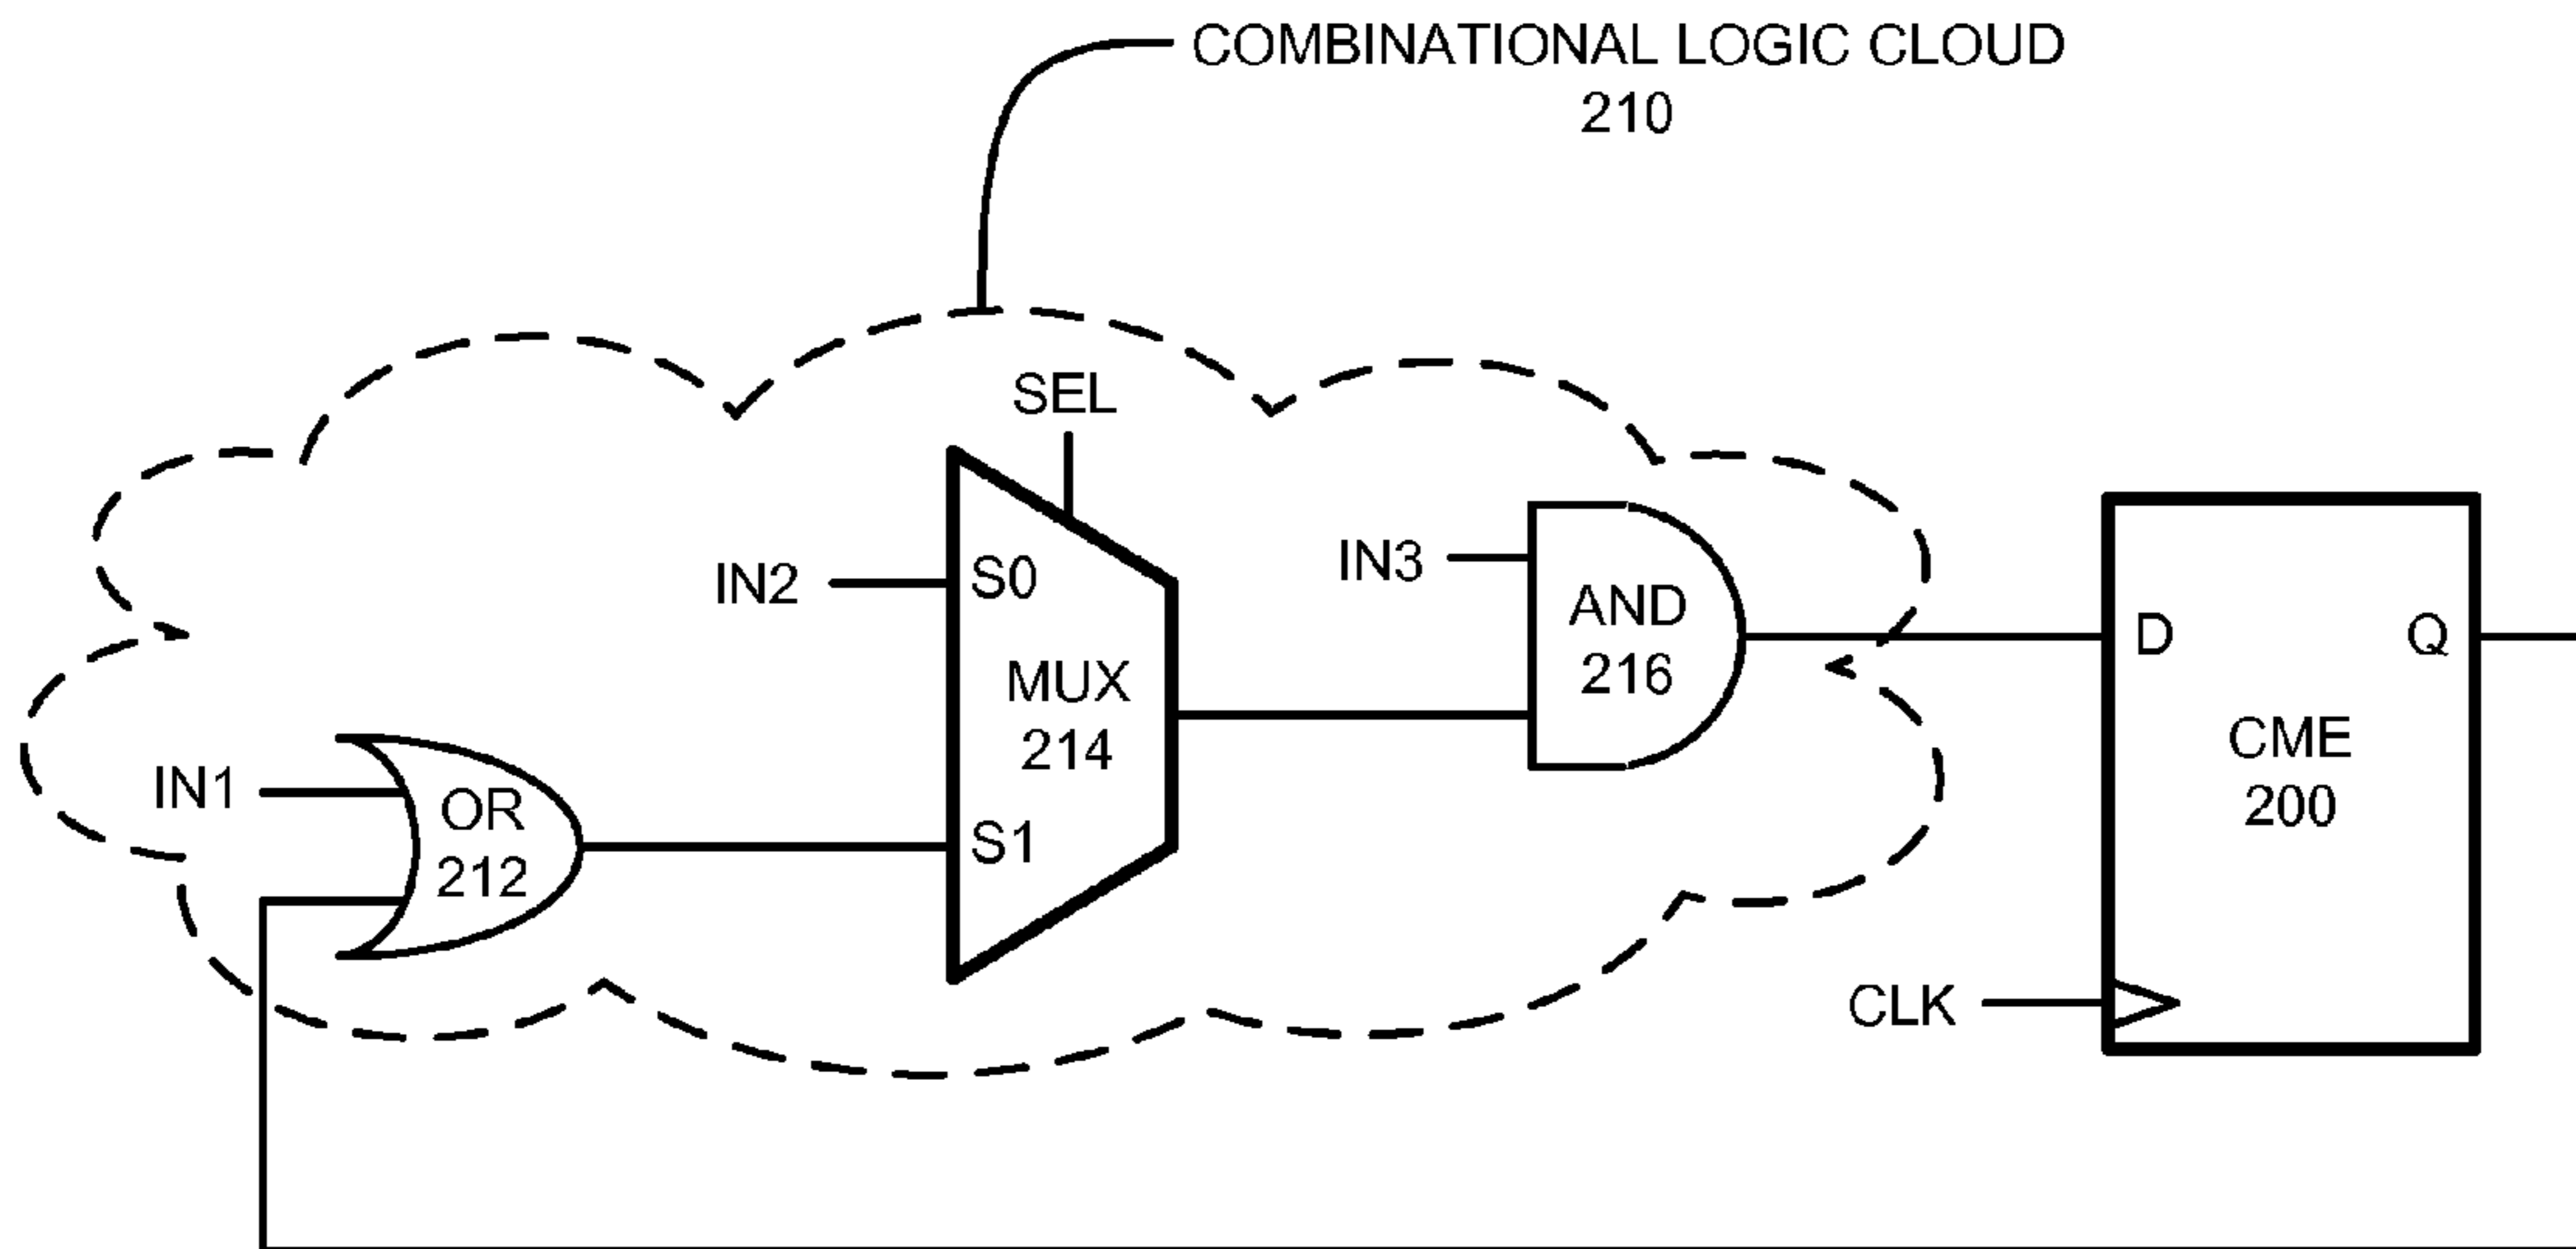 COMBINATIONAL LOGIC CLOUD
210
SEL
IN2
S0
IN3
AND
216
D
Q
MUX
214
CME
200
IN1
OR
212
S1
CLK